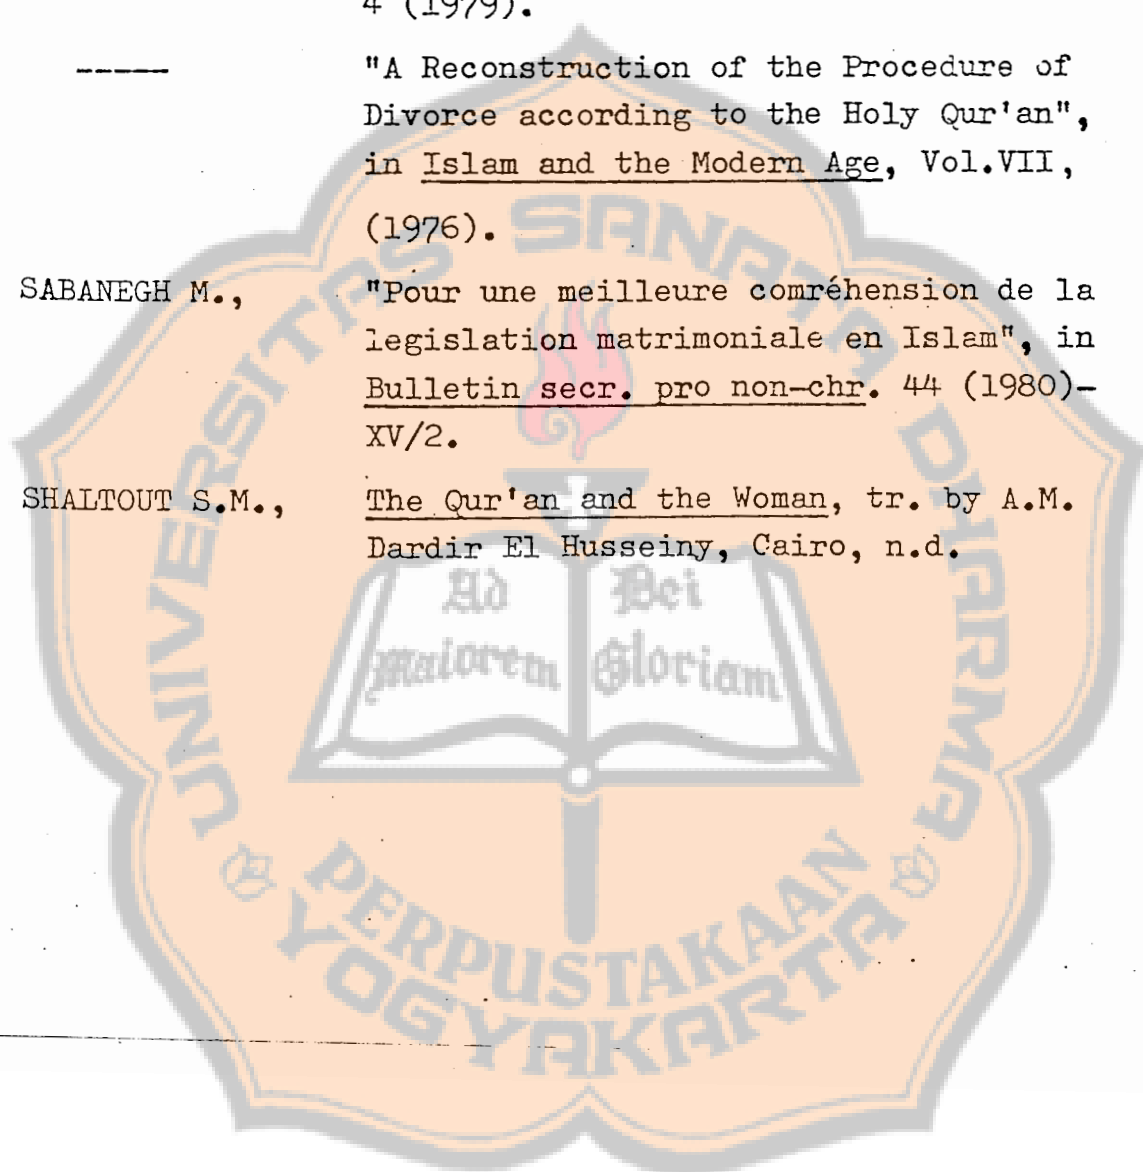 4 (1979).
----- "A Reconstruction of the Procedure of
Divorce according to the Holy Qur'an",
in Islam and the Modern Age, Vol.VII,
(1976).
SABANEGH M., "Pour une meilleure comréhension de la
legislation matrimoniale en Islam", in
Bulletin secr. pro non-chr. 44 (1980)-
XV/2.
SHALTOUT S.M., The Qur'an and the Woman, tr. by A.M.
Dardir El Husseiny, Cairo, n.d.
UNIVERSITAS SANATA DHARMA
Ad Dei
maiorem Gloriam
PERPUSTAKAAN
YOGYAKARTA